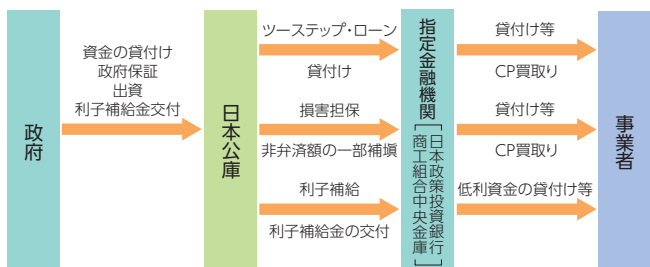 政府
資金の貸付け
政府保証
出資
利子補給金交付
日本公庫
ツーステップ・ローン
貸付け
損害担保
非弁済額の一部補塡
利子補給
利子補給金の交付
指定金融機関
[日本政策投資銀行
商工組合中央金庫]
貸付け等
CP買取り
貸付け等
CP買取り
低利資金の貸付け等
事業者